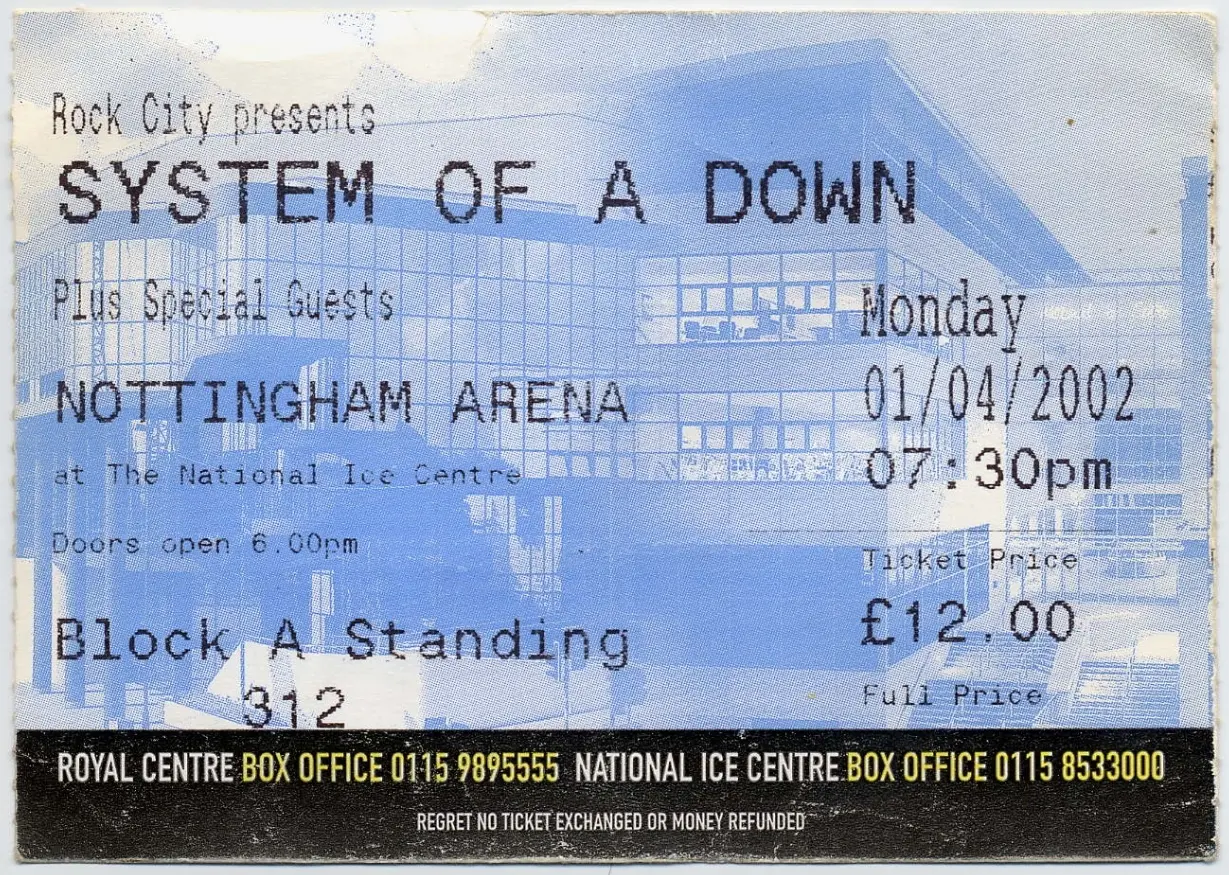 Rock City presents
SYSTEM OF A DOWN
Plus Special Guests
Monday
NOTTINGHAM ARENA
01/04/2002
at The National Ice Centre
07:30pm
Doors open 6.00pm
Ticket Price
Block A Standing
£12.00
312
Full Price
ROYAL CENTRE BOX OFFICE 0115 9895555 NATIONAL ICE CENTRE BOX OFFICE 0115 8533000
REGRET NO TICKET EXCHANGED OR MONEY REFUNDED